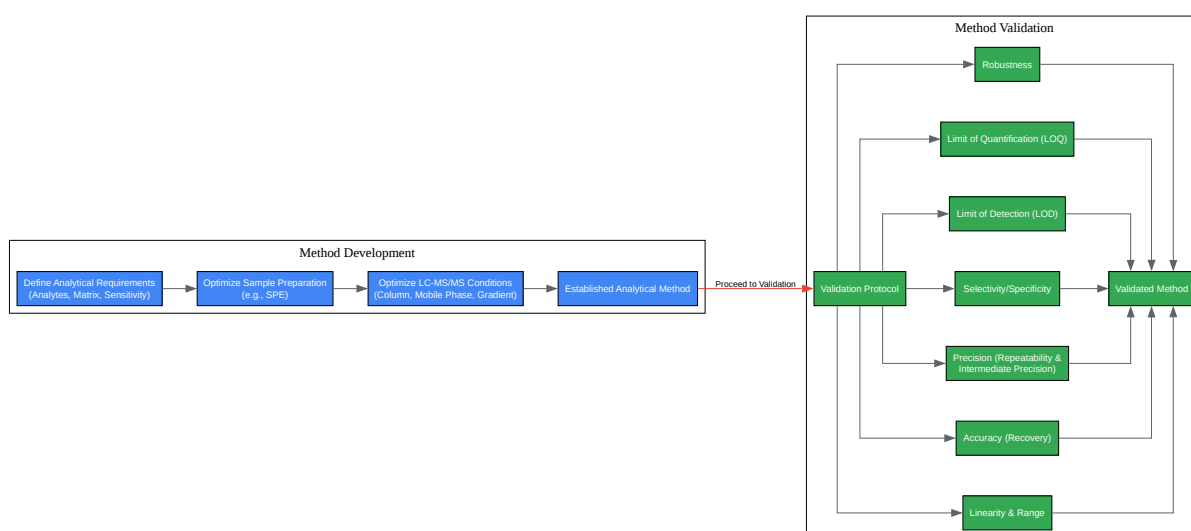 Method Development
Define Analytical Requirements
(Analytes, Matrix, Sensitivity)
Optimize Sample Preparation
(e.g., SPE)
Optimize LC-MS/MS Conditions
(Column, Mobile Phase, Gradient)
Established Analytical Method
Proceed to Validation
Method Validation
Validation Protocol
Robustness
Limit of Quantification (LOQ)
Limit of Detection (LOD)
Selectivity/Specificity
Precision (Repeatability &
Intermediate Precision)
Accuracy (Recovery)
Linearity & Range
Validated Method